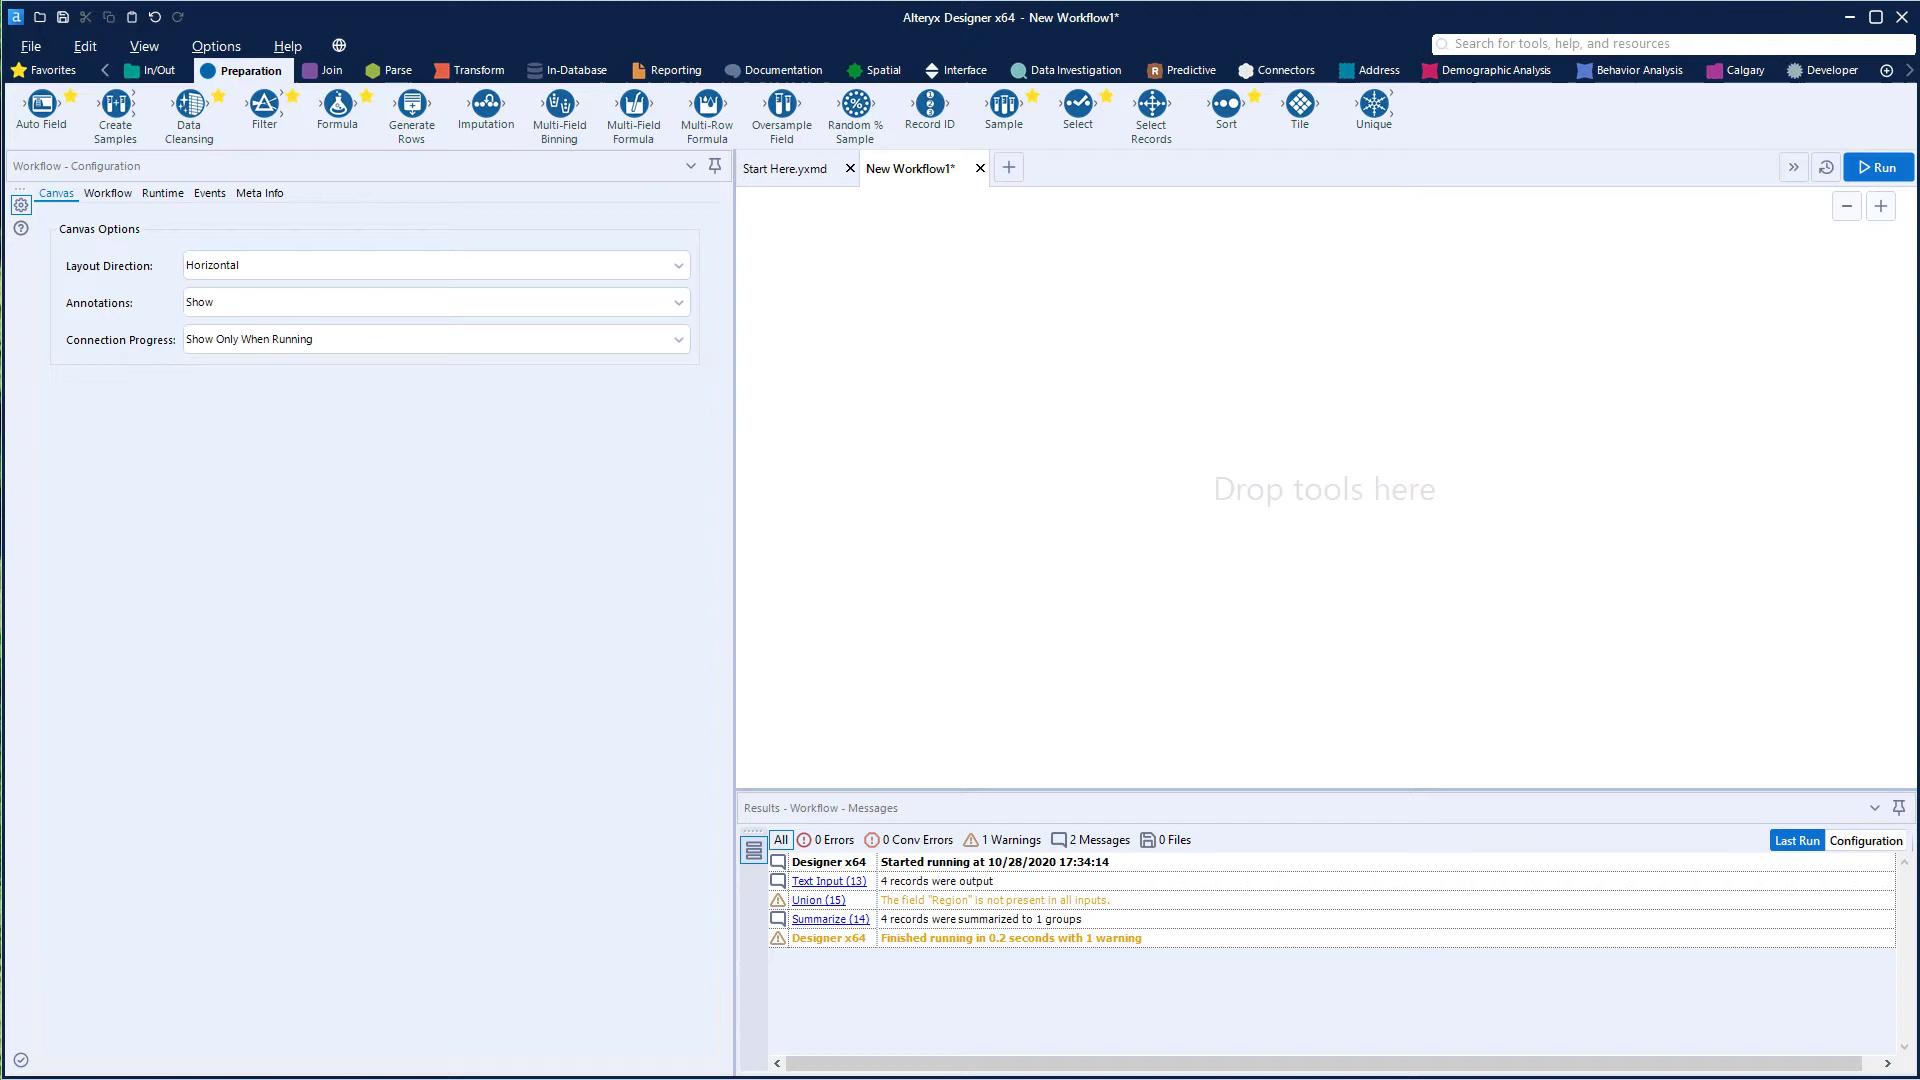 Alteryx Designer x64 - New Workflow1*
File Edit View Options Help
Search for tools, help, and resources
Favorites In/Out Preparation Join Parse Transform In-Database Reporting Documentation Spatial Interface Data Investigation Predictive Connectors Address Demographic Analysis Behavior Analysis Calgary Developer
Auto Field Create Samples Data Cleansing Filter Formula Generate Rows Imputation Multi-Field Binning Multi-Field Formula Multi-Row Formula Oversample Field Random % Sample Record ID Sample Select Select Records Sort Tile Unique
Workflow - Configuration
Start Here.yxmd New Workflow1* Run
Canvas Workflow Runtime Events Meta Info
Canvas Options
Layout Direction: Horizontal
Annotations: Show
Connection Progress: Show Only When Running
Drop tools here
Results - Workflow - Messages
All 0 Errors 0 Conv Errors 1 Warnings 2 Messages 0 Files Last Run Configuration
Designer x64 Started running at 10/28/2020 17:34:14
Text Input (13) 4 records were output
Union (15) The field "Region" is not present in all inputs.
Summarize (14) 4 records were summarized to 1 groups
Designer x64 Finished running in 0.2 seconds with 1 warning